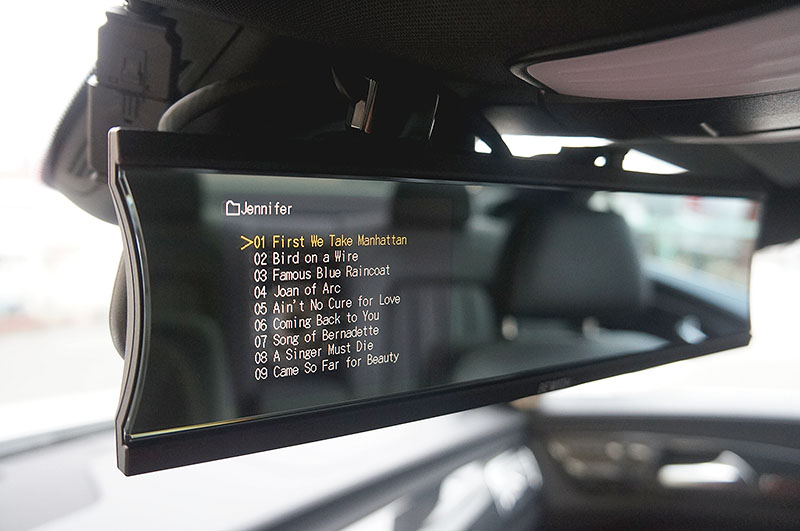 Jennifer
>01 First We Take Manhattan
02 Bird on a Wire
03 Famous Blue Raincoat
04 Joan of Arc
05 Ain't No Cure for Love
06 Coming Back to You
07 Song of Bernadette
08 A Singer Must Die
09 Came So Far for Beauty